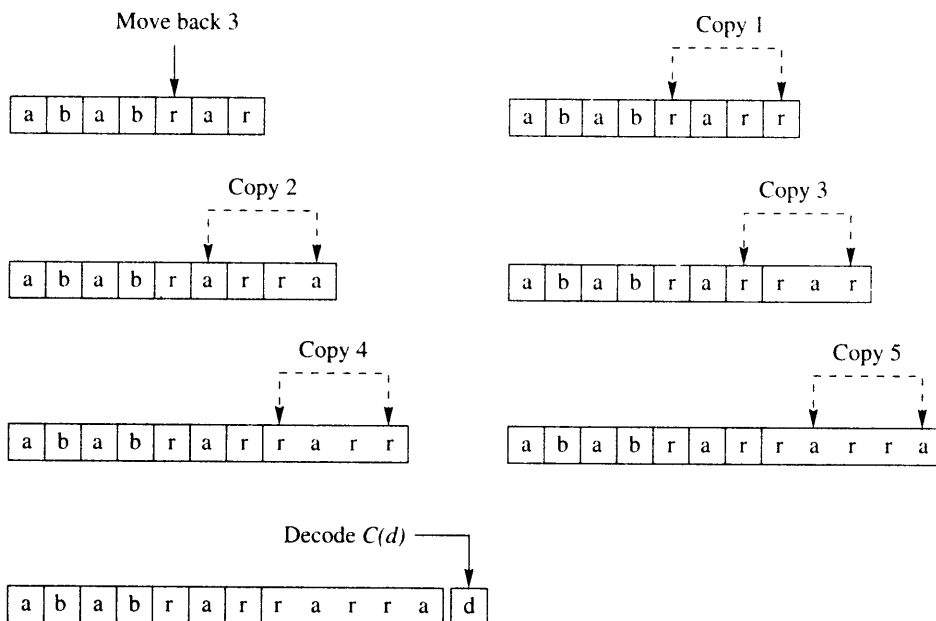 Move back 3
a b a b r a r
Copy 1
a b a b r a r r
Copy 2
a b a b r a r r a
Copy 3
a b a b r a r r a r
Copy 4
a b a b r a r r a r r
Copy 5
a b a b r a r r a r r a
Decode C(d)
a b a b r a r r a r r a d